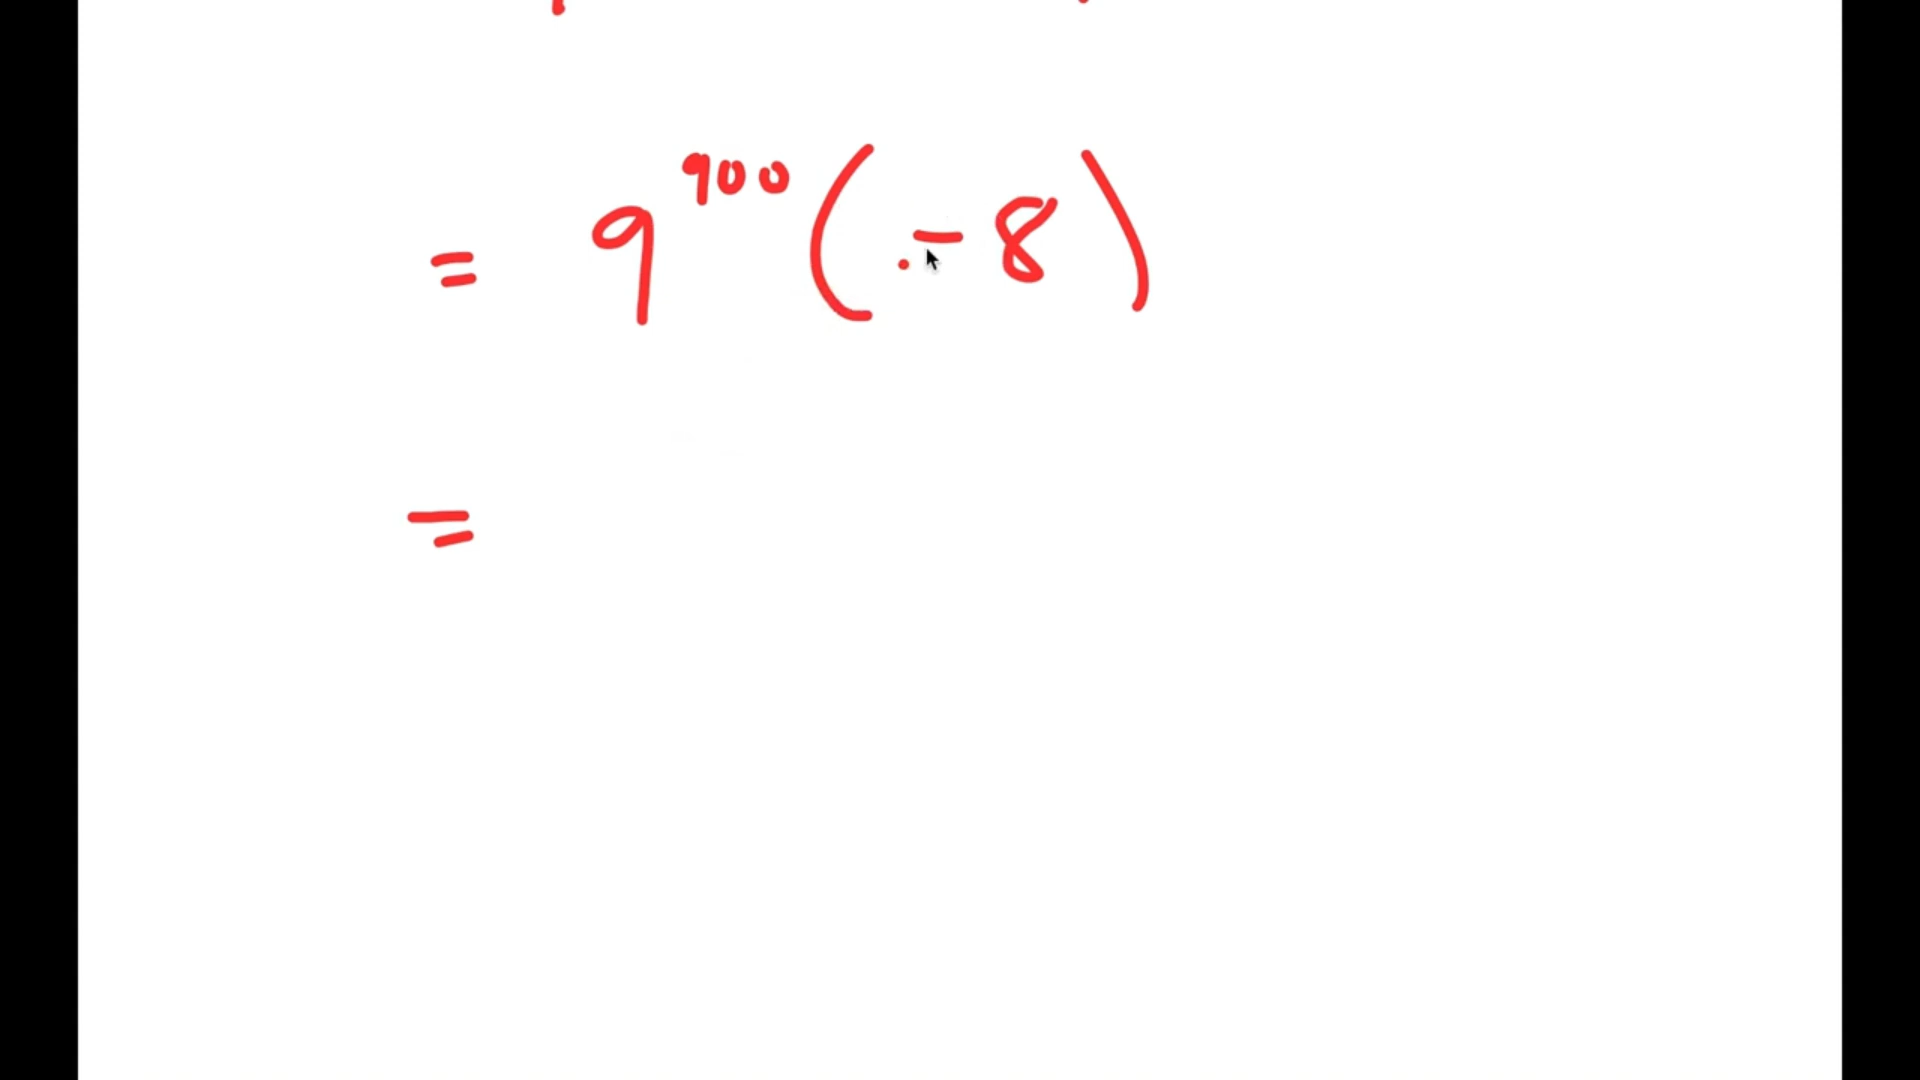 = 9^900 (.-8)
=